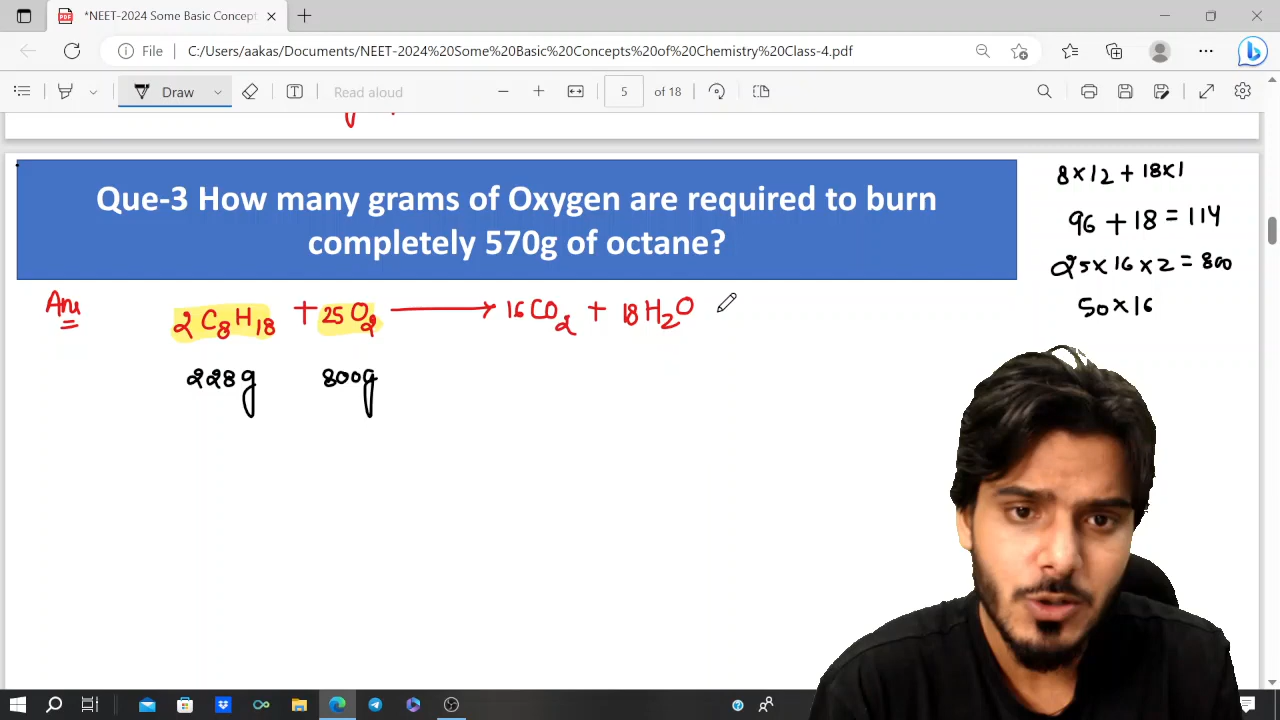 *NEET-2024 Some Basic Concept
File C:/Users/aakas/Documents/NEET-2024%20Some%20Basic%20Concepts%20of%20Chemistry%20Class-4.pdf
Draw Read aloud 5 of 18
Que-3 How many grams of Oxygen are required to burn
completely 570g of octane?
8×12 + 18×1
96 + 18 = 114
25×16×2 = 800
50×16
Ans
2C8H18 + 25O2 → 16CO2 + 18H2O
228g 800g